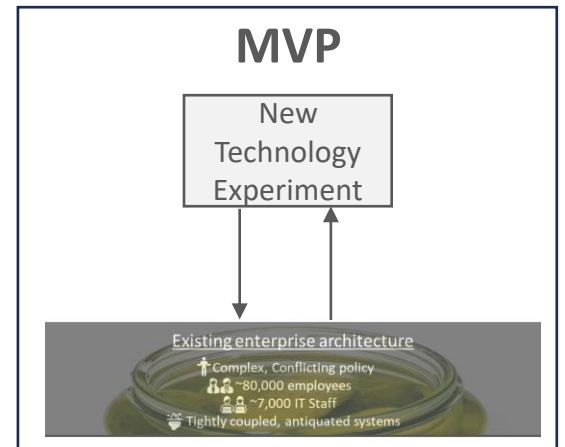 MVP
New
Technology
Experiment
Existing enterprise architecture
Complex, Conflicting policy
~80,000 employees
~7,000 IT Staff
Tightly coupled, antiquated systems